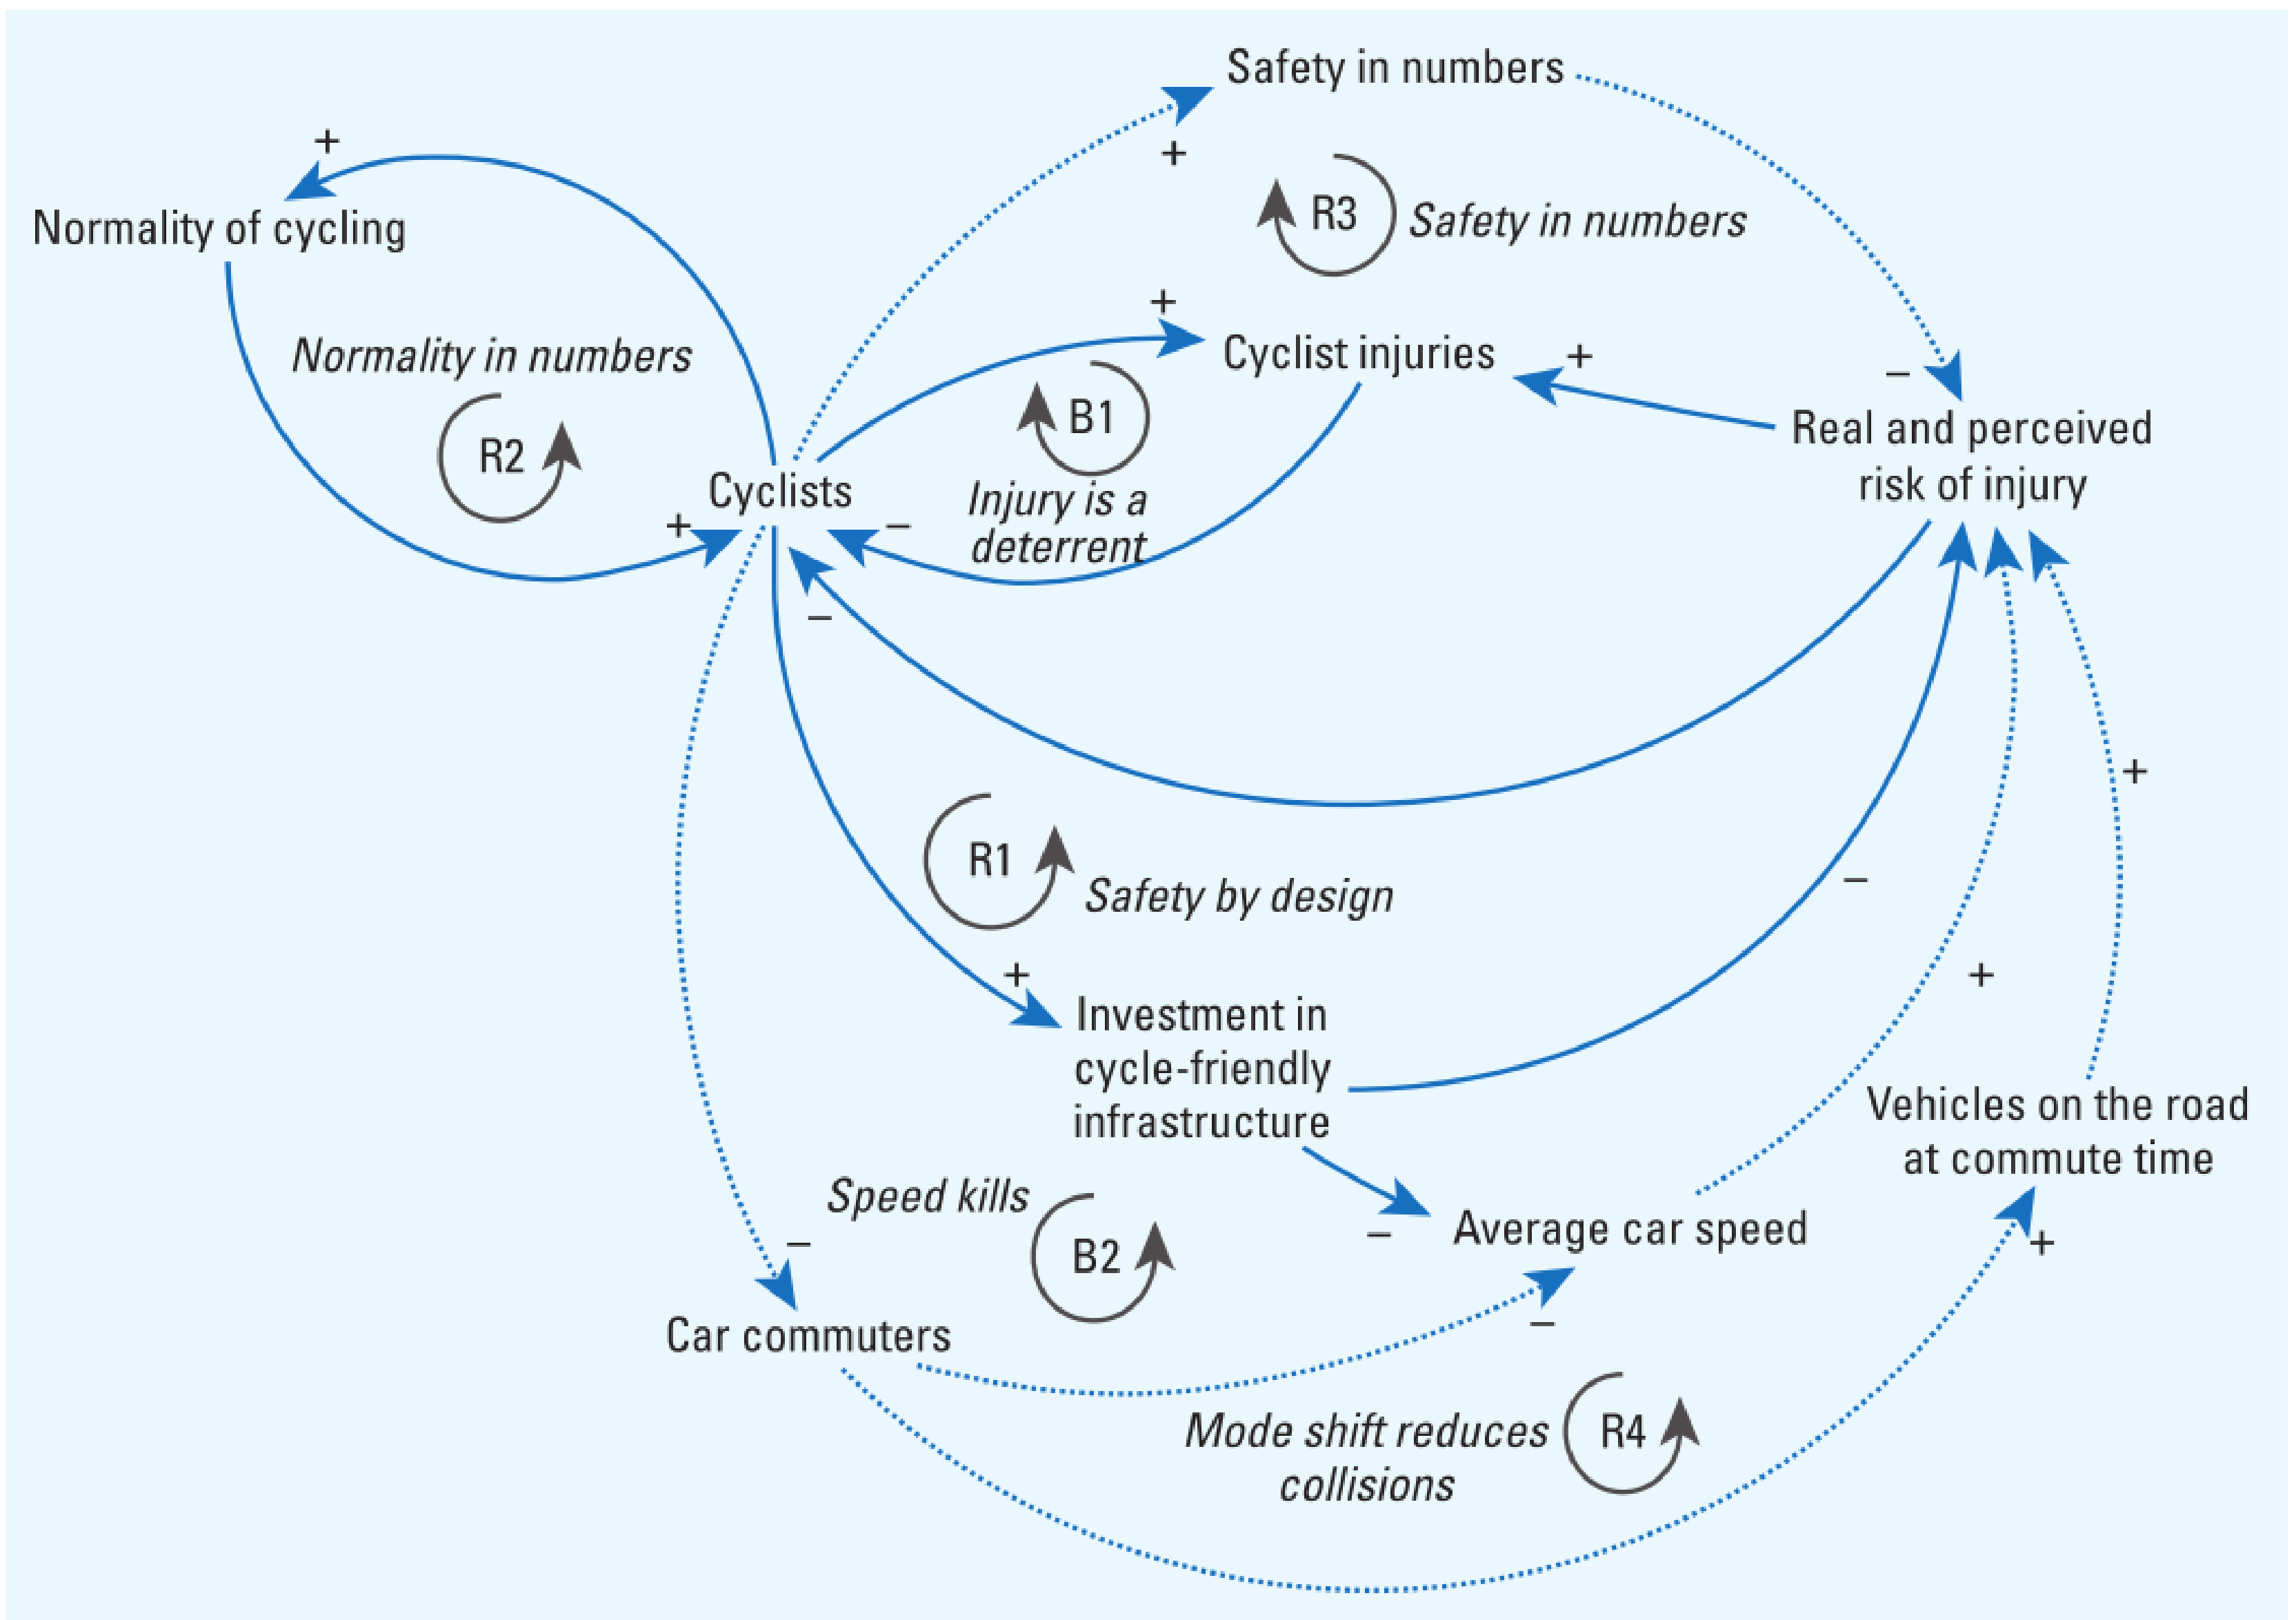 Safety in numbers
+
+
R3
Safety in numbers
Normality of cycling
+
Cyclist injuries
+
–
Normality in numbers
B1
R2
Real and perceived
risk of injury
Cyclists
Injury is a
deterrent
+
–
–
+
R1
Safety by design
–
+
+
Investment in
cycle-friendly
infrastructure
Vehicles on the road
at commute time
Speed kills
B2
–
Average car speed
–
+
Car commuters
–
Mode shift reduces
collisions
R4